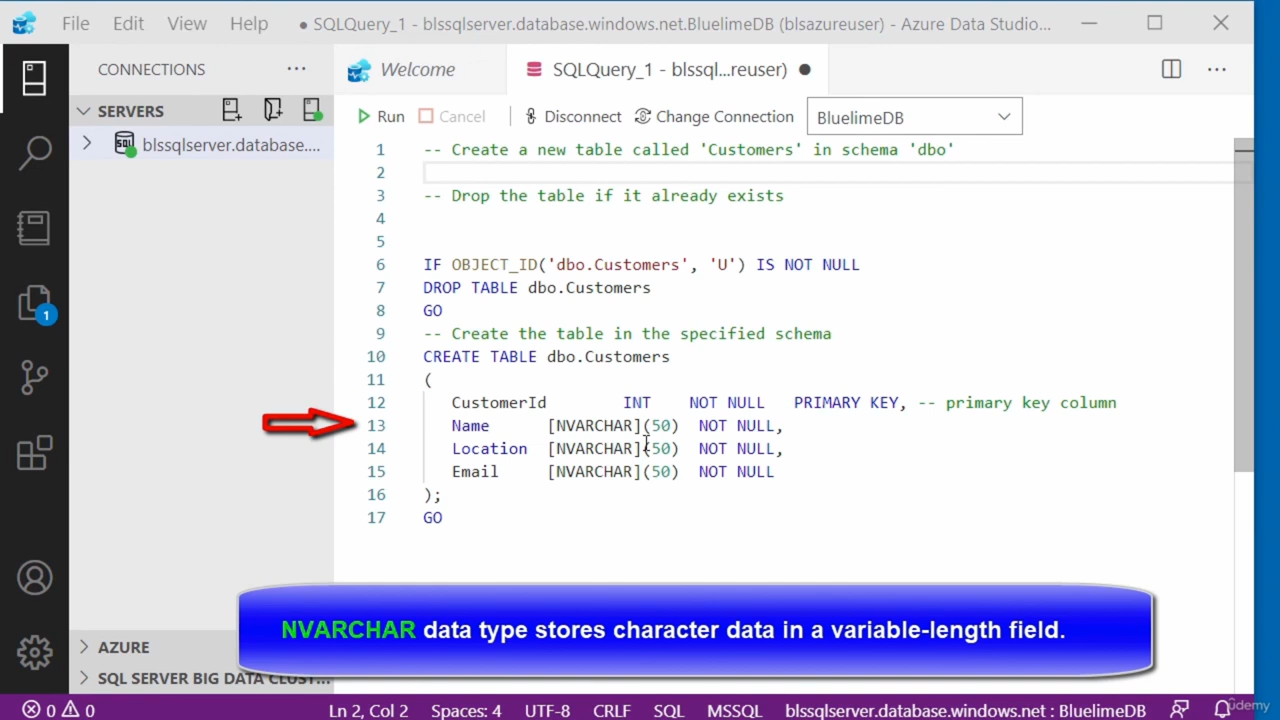 File Edit View Help ● SQLQuery_1 - blssqlserver.database.windows.net.BluelimeDB (blsazureuser) - Azure Data Studio...
CONNECTIONS ...
Welcome
SQLQuery_1 - blssql...reuser) ●
SERVERS
blssqlserver.database....
Run Cancel Disconnect Change Connection BluelimeDB
1 -- Create a new table called 'Customers' in schema 'dbo'
2
3 -- Drop the table if it already exists
4
5
6 IF OBJECT_ID('dbo.Customers', 'U') IS NOT NULL
7 DROP TABLE dbo.Customers
8 GO
9 -- Create the table in the specified schema
10 CREATE TABLE dbo.Customers
11 (
12 CustomerId INT NOT NULL PRIMARY KEY, -- primary key column
13 Name [NVARCHAR](50) NOT NULL,
14 Location [NVARCHAR](50) NOT NULL,
15 Email [NVARCHAR](50) NOT NULL
16 );
17 GO
1
NVARCHAR data type stores character data in a variable-length field.
AZURE
SQL SERVER BIG DATA CLUST...
0 0 Ln 2, Col 2 Spaces: 4 UTF-8 CRLF SQL MSSQL blssqlserver.database.windows.net : BluelimeDB
udemy